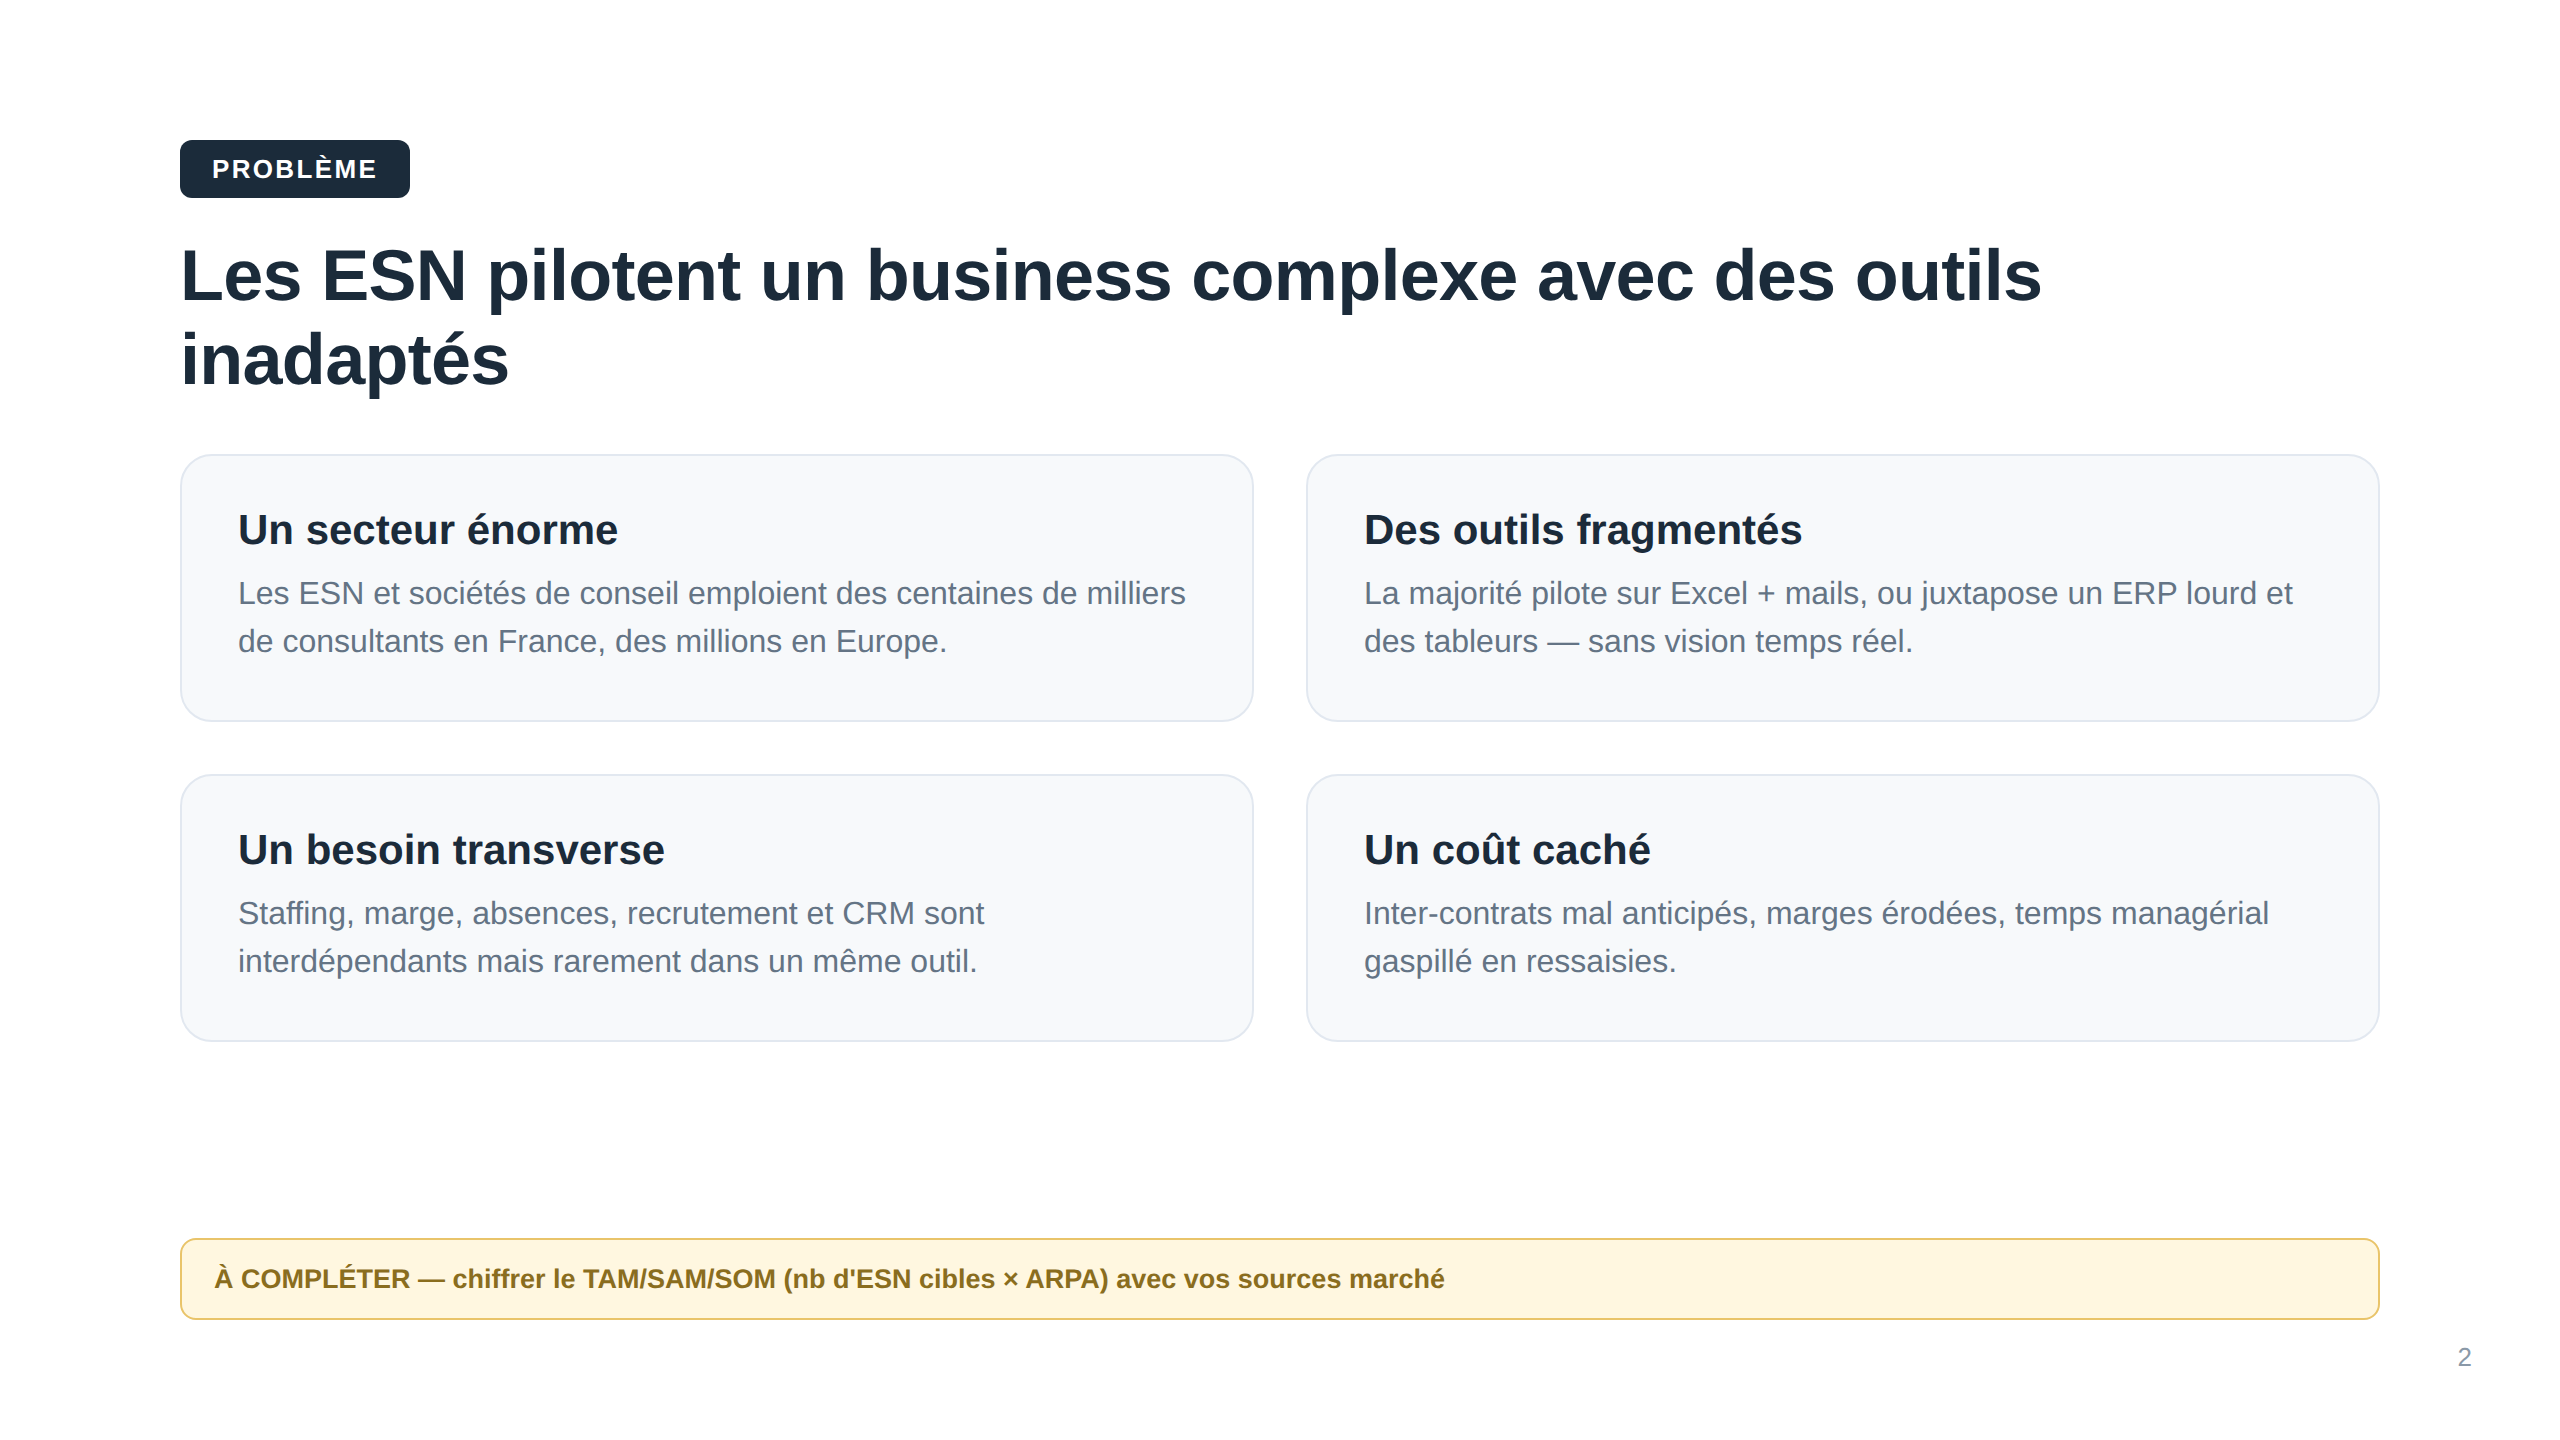 PROBLÈME
Les ESN pilotent un business complexe avec des outils
inadaptés
Un secteur énorme
Les ESN et sociétés de conseil emploient des centaines de milliers
de consultants en France, des millions en Europe.
Des outils fragmentés
La majorité pilote sur Excel + mails, ou juxtapose un ERP lourd et
des tableurs — sans vision temps réel.
Un besoin transverse
Staffing, marge, absences, recrutement et CRM sont
interdépendants mais rarement dans un même outil.
Un coût caché
Inter-contrats mal anticipés, marges érodées, temps managérial
gaspillé en ressaisies.
À COMPLÉTER — chiffrer le TAM/SAM/SOM (nb d'ESN cibles × ARPA) avec vos sources marché
2